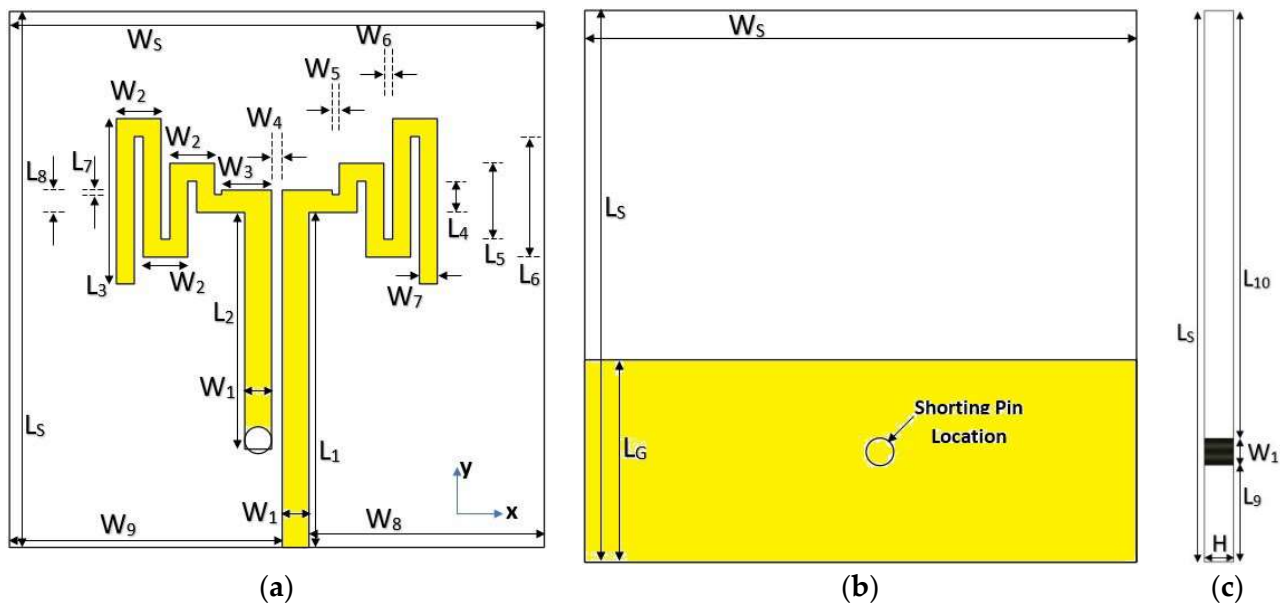 W₆
Wₛ
W₅
W₂
W₄
W₂
L₇
W₃
L₈
L₄
L₅
L₆
L₃
W₂
W₇
L₂
W₁
Lₛ
L₁
y
W₁
x
W₈
W₉
(a)
Wₛ
Lₛ
Shorting Pin
Location
L_G
(b)
L₁₀
Lₛ
W₁
L₉
H
(c)